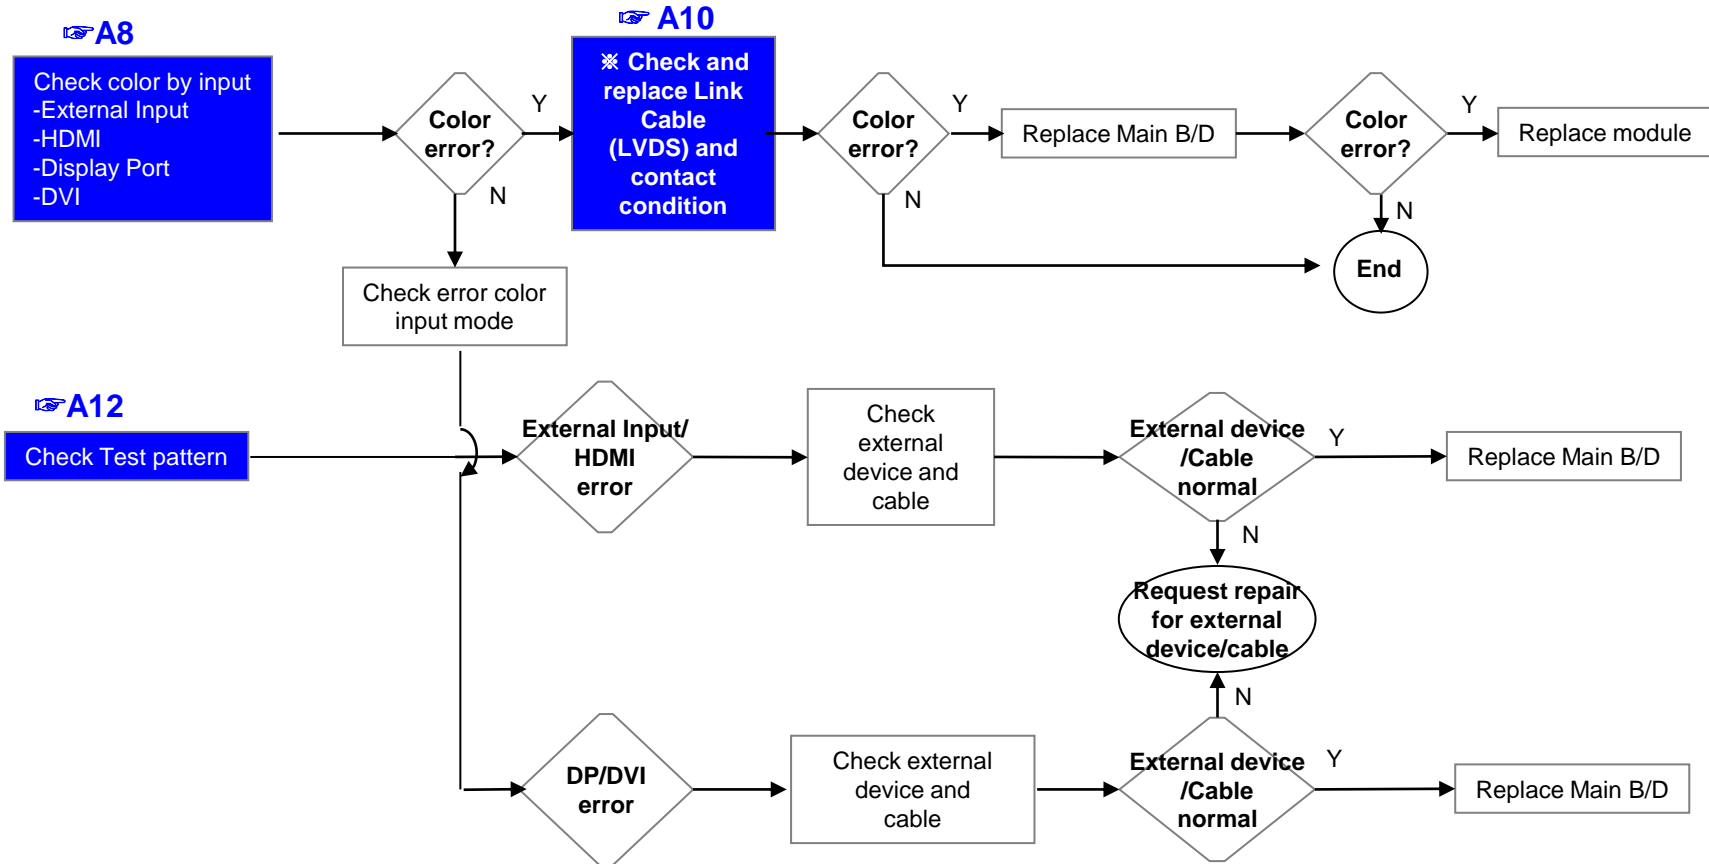 ☞A8
Check color by input
-External Input
-HDMI
-Display Port
-DVI
Color
error?
Y
N
☞ A10
※ Check and
replace Link
Cable
(LVDS) and
contact
condition
Color
error?
Y
N
Replace Main B/D
Color
error?
Y
N
Replace module
End
Check error color
input mode
☞A12
Check Test pattern
External Input/
HDMI
error
Check
external
device and
cable
External device
/Cable
normal
Y
N
Replace Main B/D
Request repair
for external
device/cable
N
DP/DVI
error
Check external
device and
cable
External device
/Cable
normal
Y
Replace Main B/D